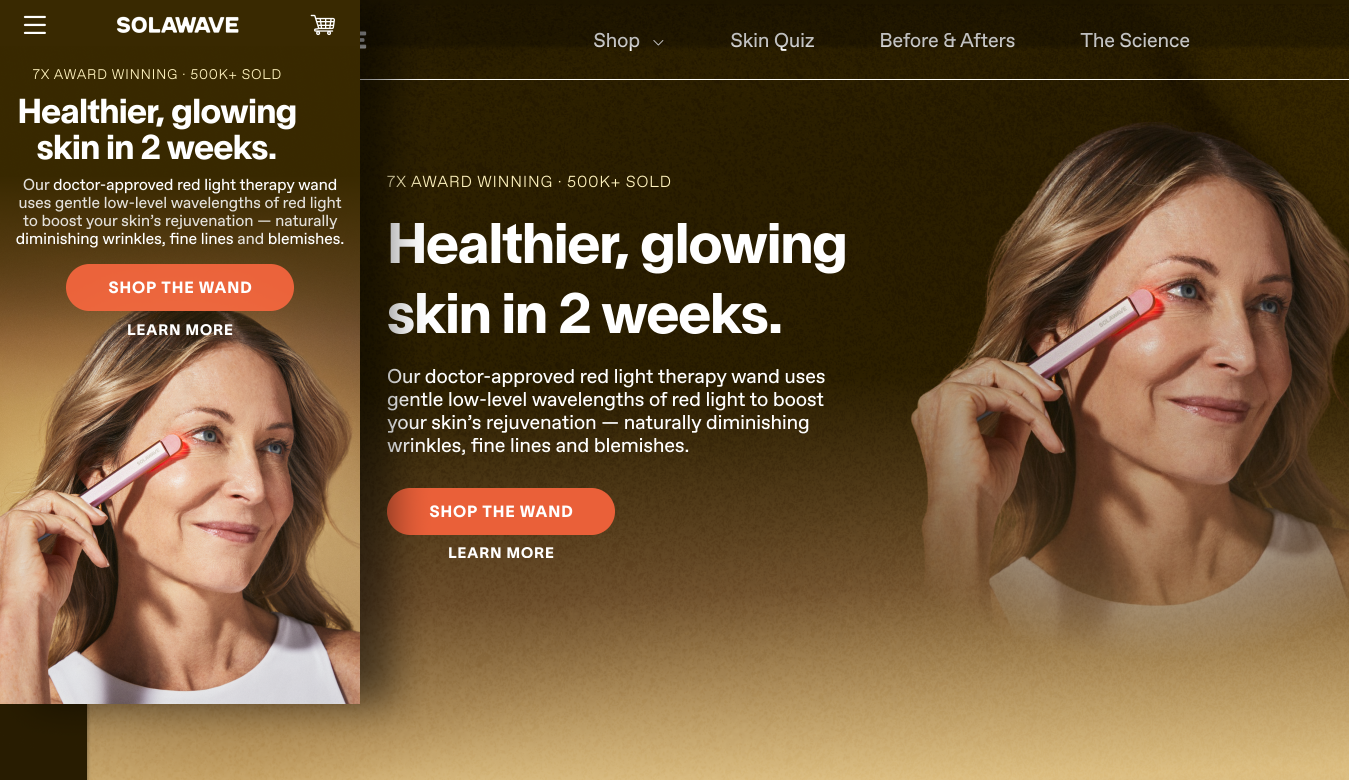 SOLAWAVE
7X AWARD WINNING · 500K+ SOLD
Healthier, glowing
skin in 2 weeks.
Our doctor-approved red light therapy wand
uses gentle low-level wavelengths of red light
to boost your skin’s rejuvenation — naturally
diminishing wrinkles, fine lines and blemishes.
SHOP THE WAND
LEARN MORE
SOLAWAVE
E
Shop
Skin Quiz
Before & Afters
The Science
7X AWARD WINNING · 500K+ SOLD
Healthier, glowing
skin in 2 weeks.
Our doctor-approved red light therapy wand uses
gentle low-level wavelengths of red light to boost
your skin’s rejuvenation — naturally diminishing
wrinkles, fine lines and blemishes.
SHOP THE WAND
LEARN MORE
SOLAWAVE